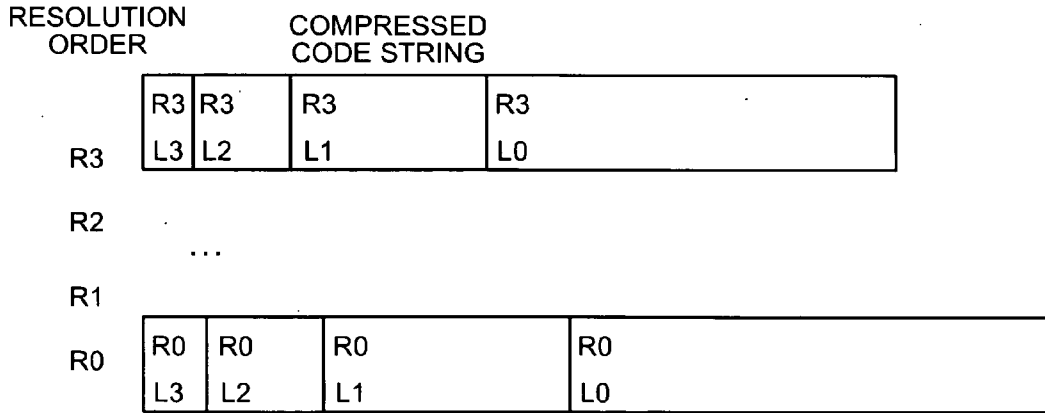 RESOLUTION ORDER
COMPRESSED CODE STRING
R3 R3 R3 R3
R3 L3 L2 L1 L0
R2
...
R1
R0 R0 R0 R0
R0 L3 L2 L1 L0